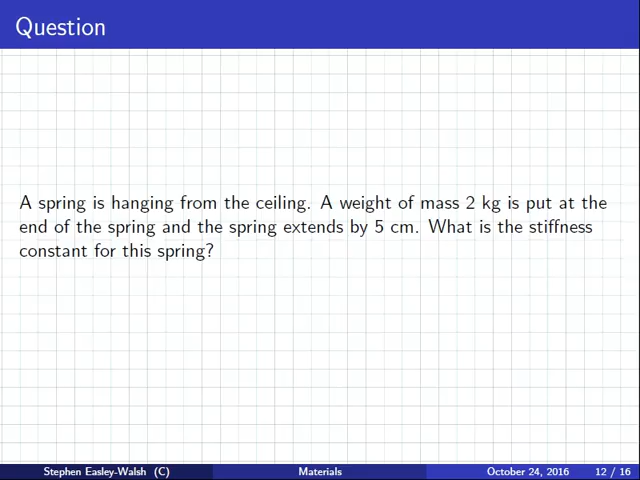 Question
A spring is hanging from the ceiling. A weight of mass 2 kg is put at the
end of the spring and the spring extends by 5 cm. What is the stiffness
constant for this spring?
Stephen Easley-Walsh (C) Materials October 24, 2016 12 / 16